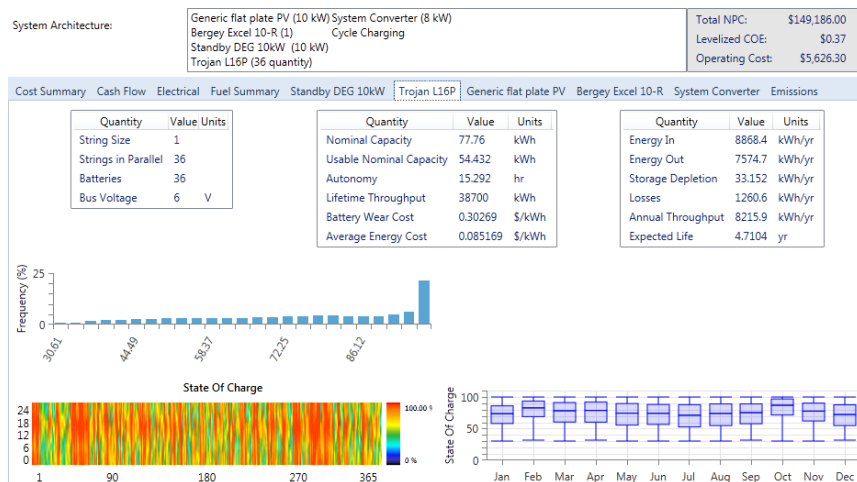 System Architecture:
Generic flat plate PV (10 kW) System Converter (8 kW)
Bergey Excel 10-R (1) Cycle Charging
Standby DEG 10kW (10 kW)
Trojan L16P (36 quantity)
Total NPC: $149,186.00
Levelized COE: $0.37
Operating Cost: $5,626.30
Cost Summary Cash Flow Electrical Fuel Summary Standby DEG 10kW Trojan L16P Generic flat plate PV Bergey Excel 10-R System Converter Emissions
Quantity Value Units
String Size 1
Strings in Parallel 36
Batteries 36
Bus Voltage 6 V
Quantity Value Units
Nominal Capacity 77.76 kWh
Usable Nominal Capacity 54.432 kWh
Autonomy 15.292 hr
Lifetime Throughput 38700 kWh
Battery Wear Cost 0.30269 $/kWh
Average Energy Cost 0.085169 $/kWh
Quantity Value Units
Energy In 8868.4 kWh/yr
Energy Out 7574.7 kWh/yr
Storage Depletion 33.152 kWh/yr
Losses 1260.6 kWh/yr
Annual Throughput 8215.9 kWh/yr
Expected Life 4.7104 yr
Frequency (%)
25
0
30.61 44.49 58.37 72.25 86.12
State Of Charge
24
18
12
6
0
1 90 180 270 365
100.00
0 %
State Of Charge
100
50
0
Jan Feb Mar Apr May Jun Jul Aug Sep Oct Nov Dec